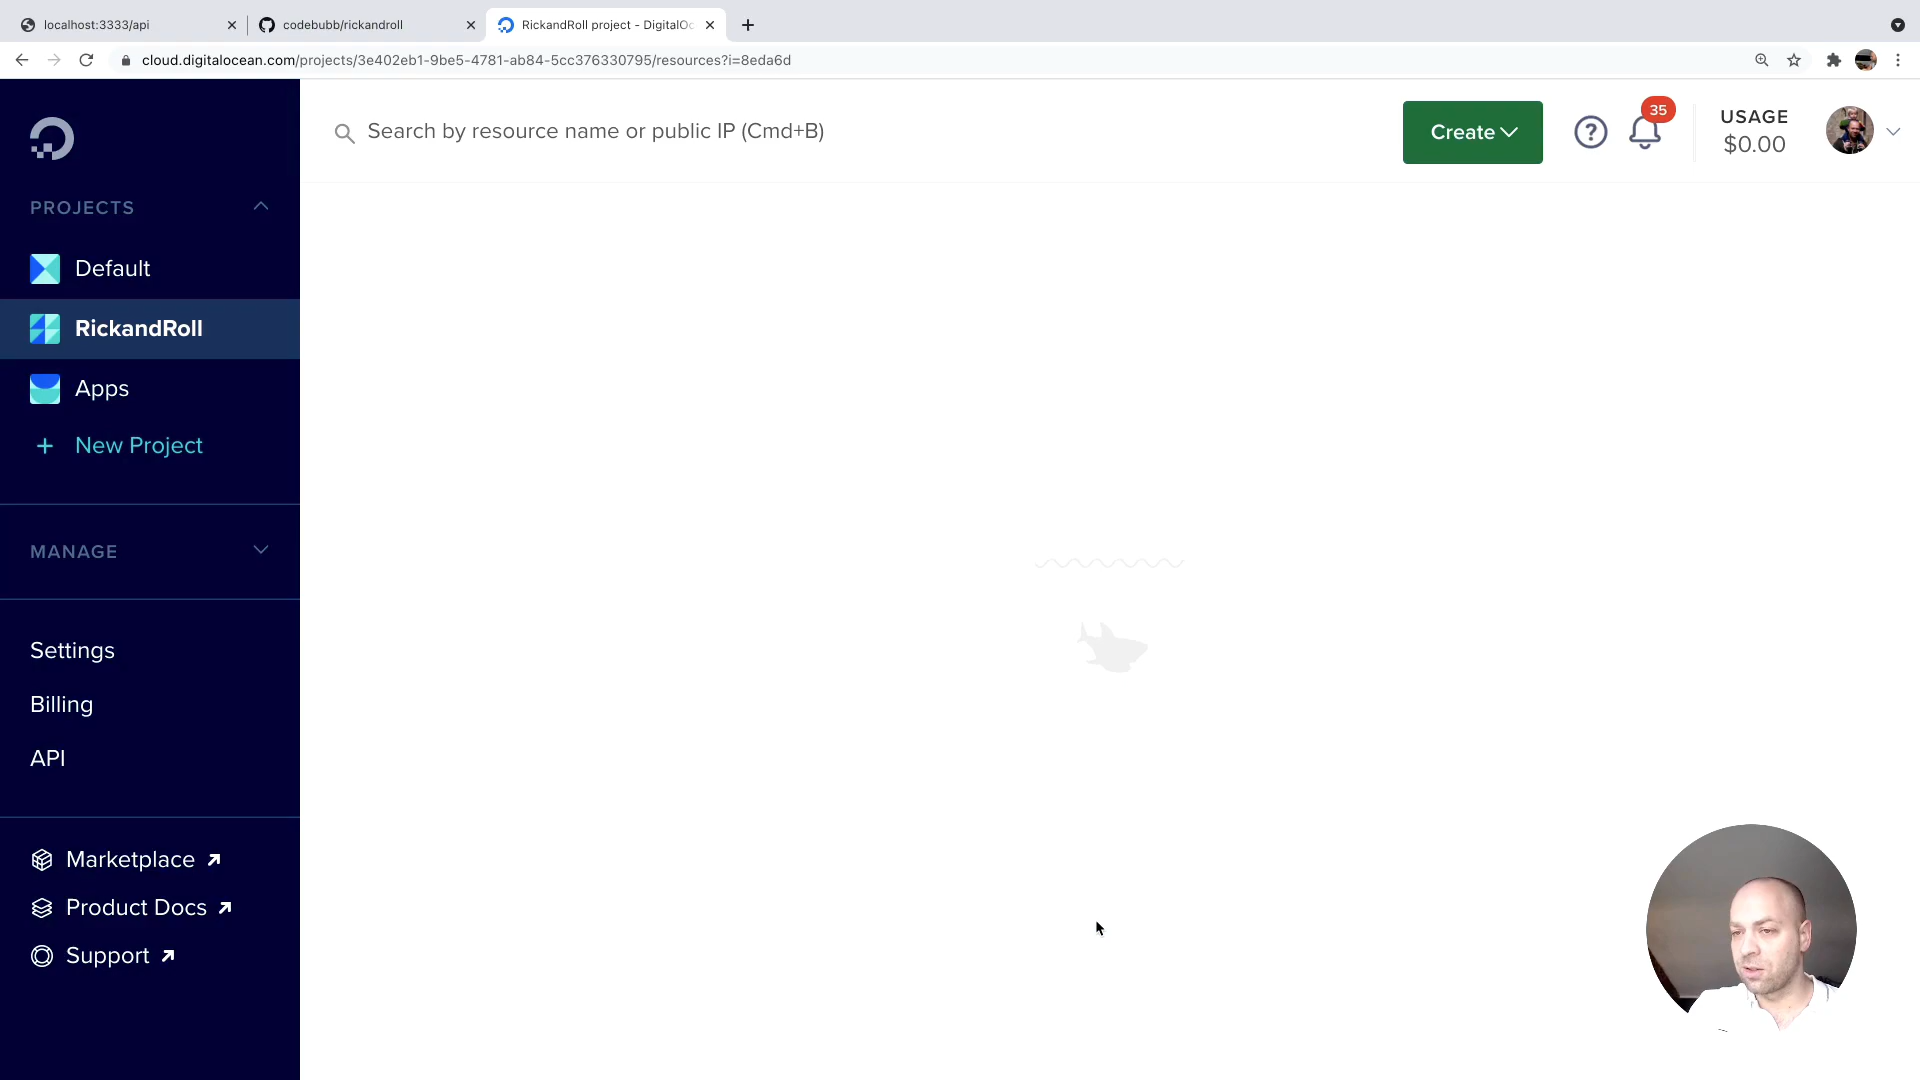 localhost:3333/api
codebubb/rickandroll
RickandRoll project - DigitalOc
cloud.digitalocean.com/projects/3e402eb1-9be5-4781-ab84-5cc376330795/resources?i=8eda6d
Search by resource name or public IP (Cmd+B)
Create
35
USAGE
$0.00
PROJECTS
Default
RickandRoll
Apps
New Project
MANAGE
Settings
Billing
API
Marketplace
Product Docs
Support